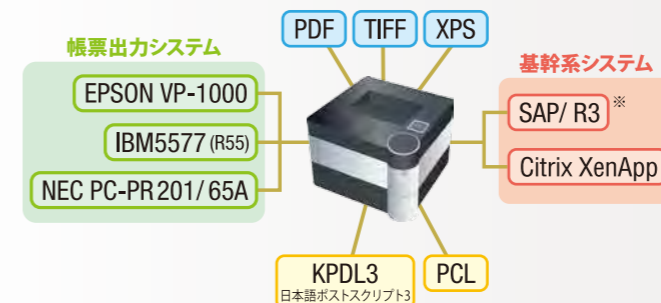 PDF
TIFF
XPS
帳票出力システム
EPSON VP-1000
IBM5577 (R55)
NEC PC-PR201/65A
基幹系システム
SAP/ R3 ※
Citrix XenApp
KPDL3
日本語ポストスクリプト3
PCL